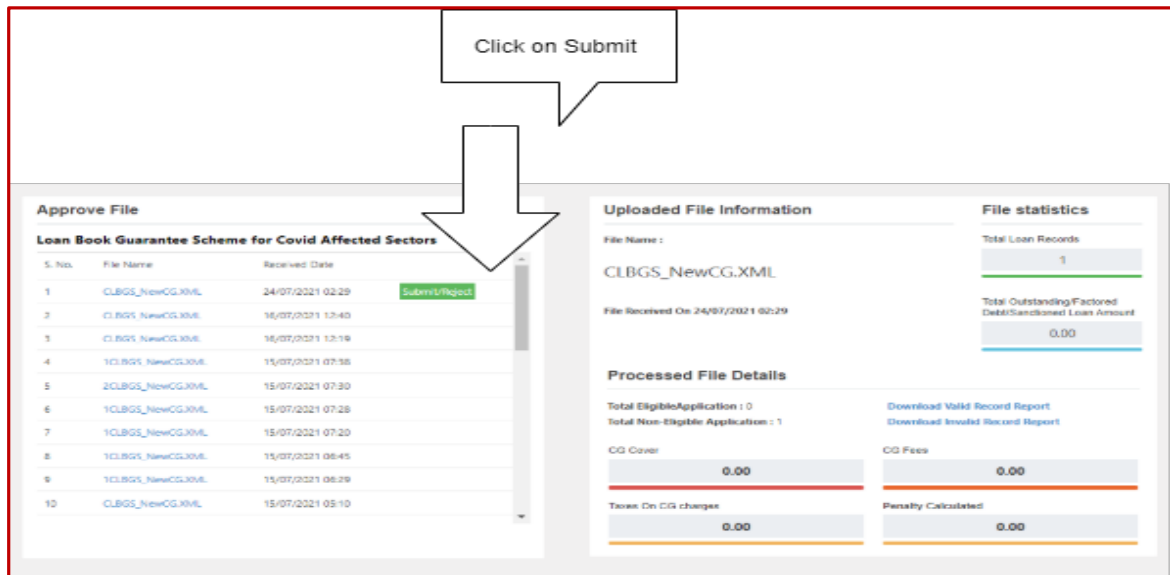 Click on Submit
Approve File
Loan Book Guarantee Scheme for Covid Affected Sectors
S. No. File Name Received Date
1 CLBGS_NewCG.XML 24/07/2021 02:29 Submit/Reject
2 CLBGS_NewCG.XML 16/07/2021 12:40
3 CLBGS_NewCG.XML 16/07/2021 12:19
4 1CLBGS_NewCG.XML 15/07/2021 07:38
5 2CLBGS_NewCG.XML 15/07/2021 07:30
6 1CLBGS_NewCG.XML 15/07/2021 07:28
7 1CLBGS_NewCG.XML 15/07/2021 07:20
8 1CLBGS_NewCG.XML 15/07/2021 06:45
9 1CLBGS_NewCG.XML 15/07/2021 06:29
10 CLBGS_NewCG.XML 15/07/2021 05:10
Uploaded File Information
File Name :
CLBGS_NewCG.XML
File Received On 24/07/2021 02:29
File statistics
Total Loan Records
1
Total Outstanding/Factored
Debt/Sanctioned Loan Amount
0.00
Processed File Details
Total EligibleApplication : 0 Download Valid Record Report
Total Non-Eligible Application : 1 Download Invalid Record Report
CG Cover CG Fees
0.00 0.00
Taxes On CG charges Penalty Calculated
0.00 0.00